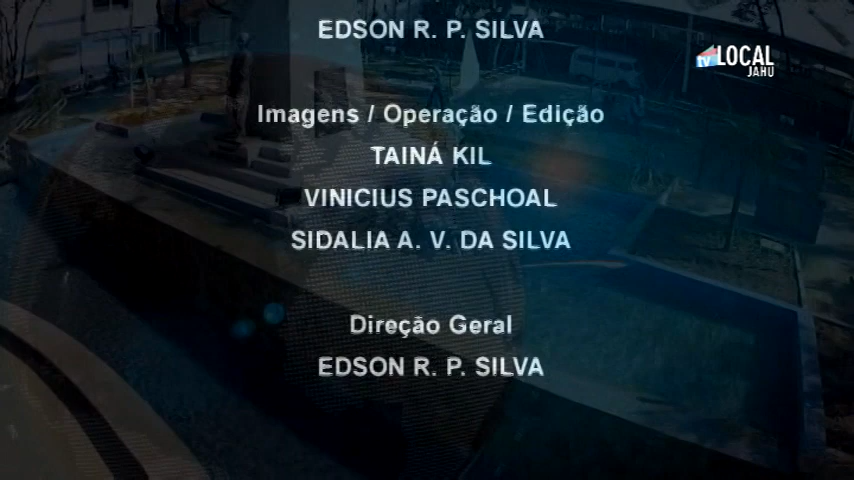 EDSON R. P. SILVA
tv LOCAL
JAHU
Imagens / Operação / Edição
TAINÁ KIL
VINICIUS PASCHOAL
SIDALIA A. V. DA SILVA
Direção Geral
EDSON R. P. SILVA